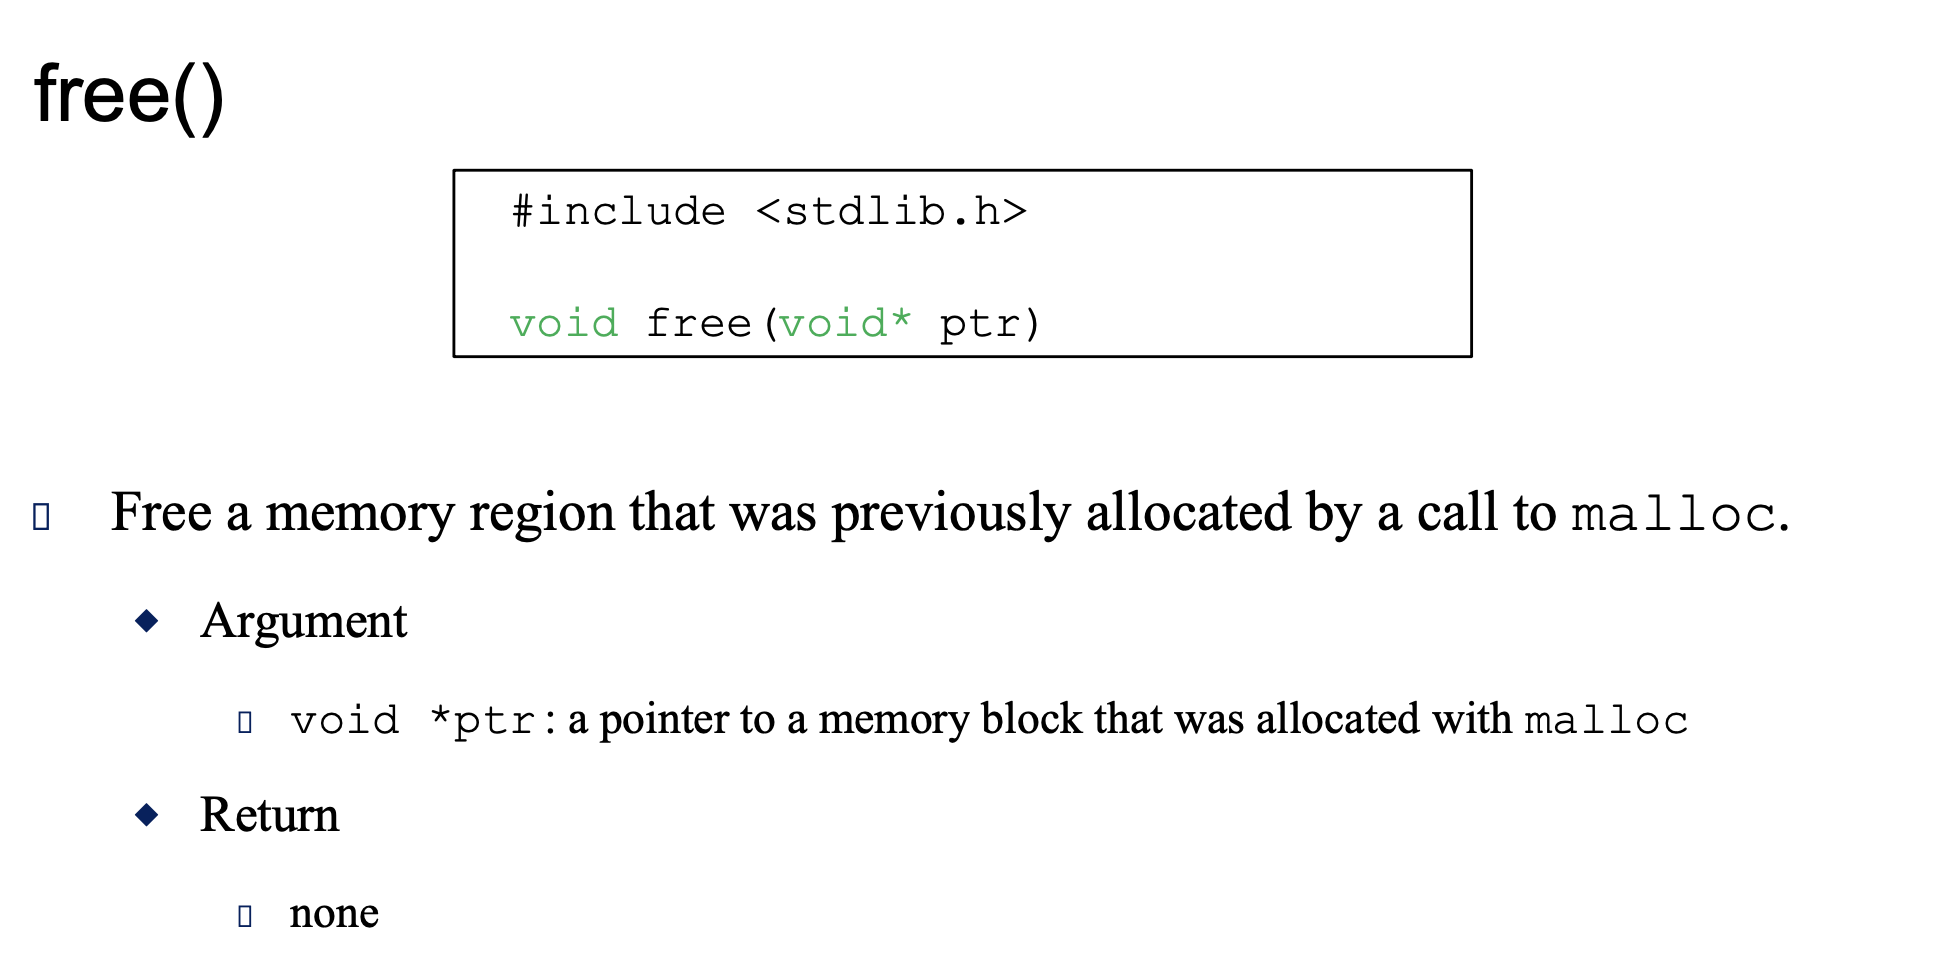 free()
#include <stdlib.h>
void free(void* ptr)
Free a memory region that was previously allocated by a call to malloc.
Argument
void *ptr: a pointer to a memory block that was allocated with malloc
Return
none